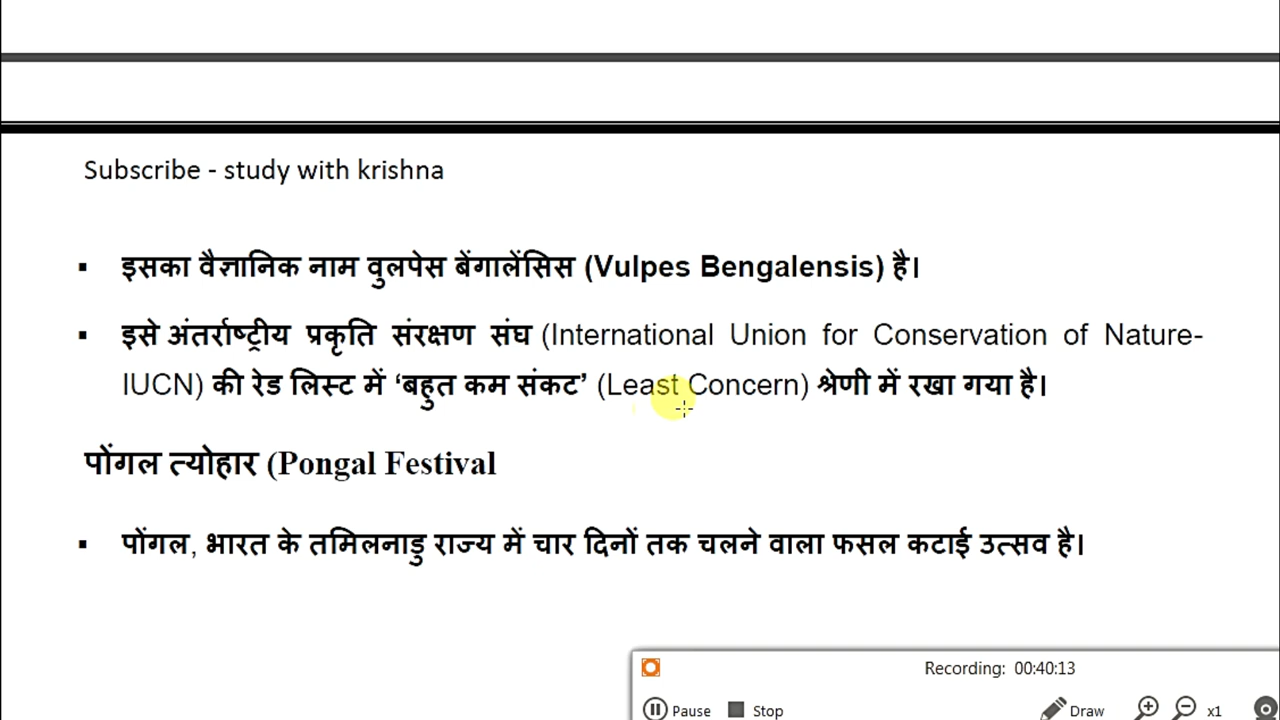 Subscribe - study with krishna
▪ इसका वैज्ञानिक नाम वुलपेस बेंगालेंसिस (Vulpes Bengalensis) है।
▪ इसे अंतर्राष्ट्रीय प्रकृति संरक्षण संघ (International Union for Conservation of Nature-
IUCN) की रेड लिस्ट में ‘बहुत कम संकट’ (Least Concern) श्रेणी में रखा गया है।
पोंगल त्योहार (Pongal Festival
▪ पोंगल, भारत के तमिलनाडु राज्य में चार दिनों तक चलने वाला फसल कटाई उत्सव है।
Recording: 00:40:13
Pause Stop Draw x1